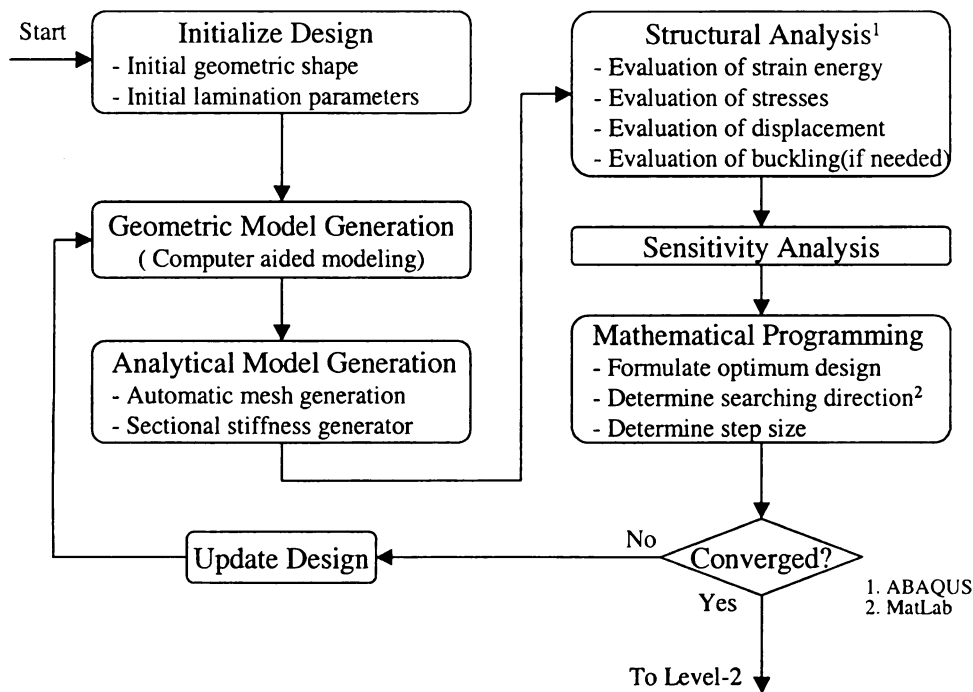 Start
Initialize Design
- Initial geometric shape
- Initial lamination parameters
Geometric Model Generation
( Computer aided modeling)
Analytical Model Generation
- Automatic mesh generation
- Sectional stiffness generator
Structural Analysis1
- Evaluation of strain energy
- Evaluation of stresses
- Evaluation of displacement
- Evaluation of buckling(if needed)
Sensitivity Analysis
Mathematical Programming
- Formulate optimum design
- Determine searching direction2
- Determine step size
Converged?
No
Update Design
Yes
To Level-2
1. ABAQUS
2. MatLab